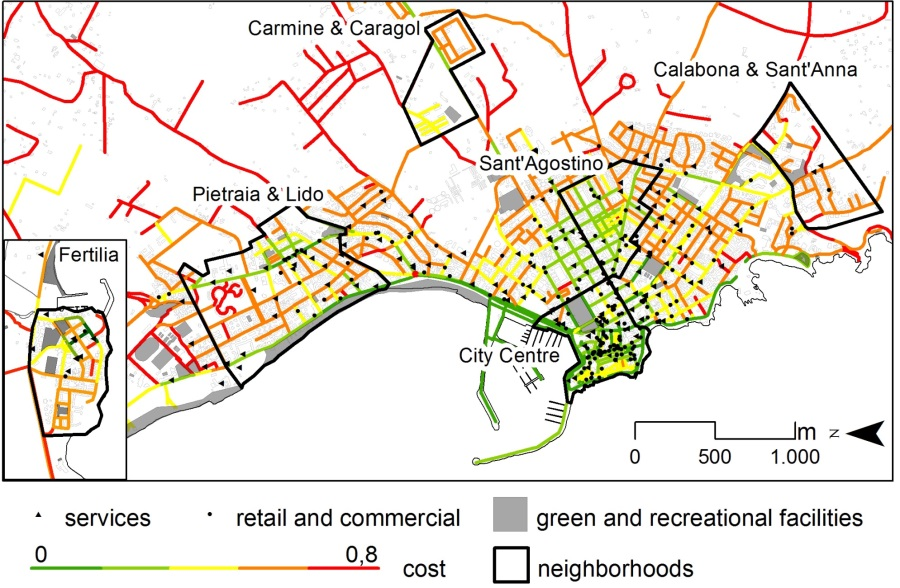 Carmine & Caragol
Calabona & Sant'Anna
Sant'Agostino
Pietraia & Lido
Fertilia
City Centre
m
N
0 500 1.000
services
retail and commercial
green and recreational facilities
0 0,8
cost
neighborhoods